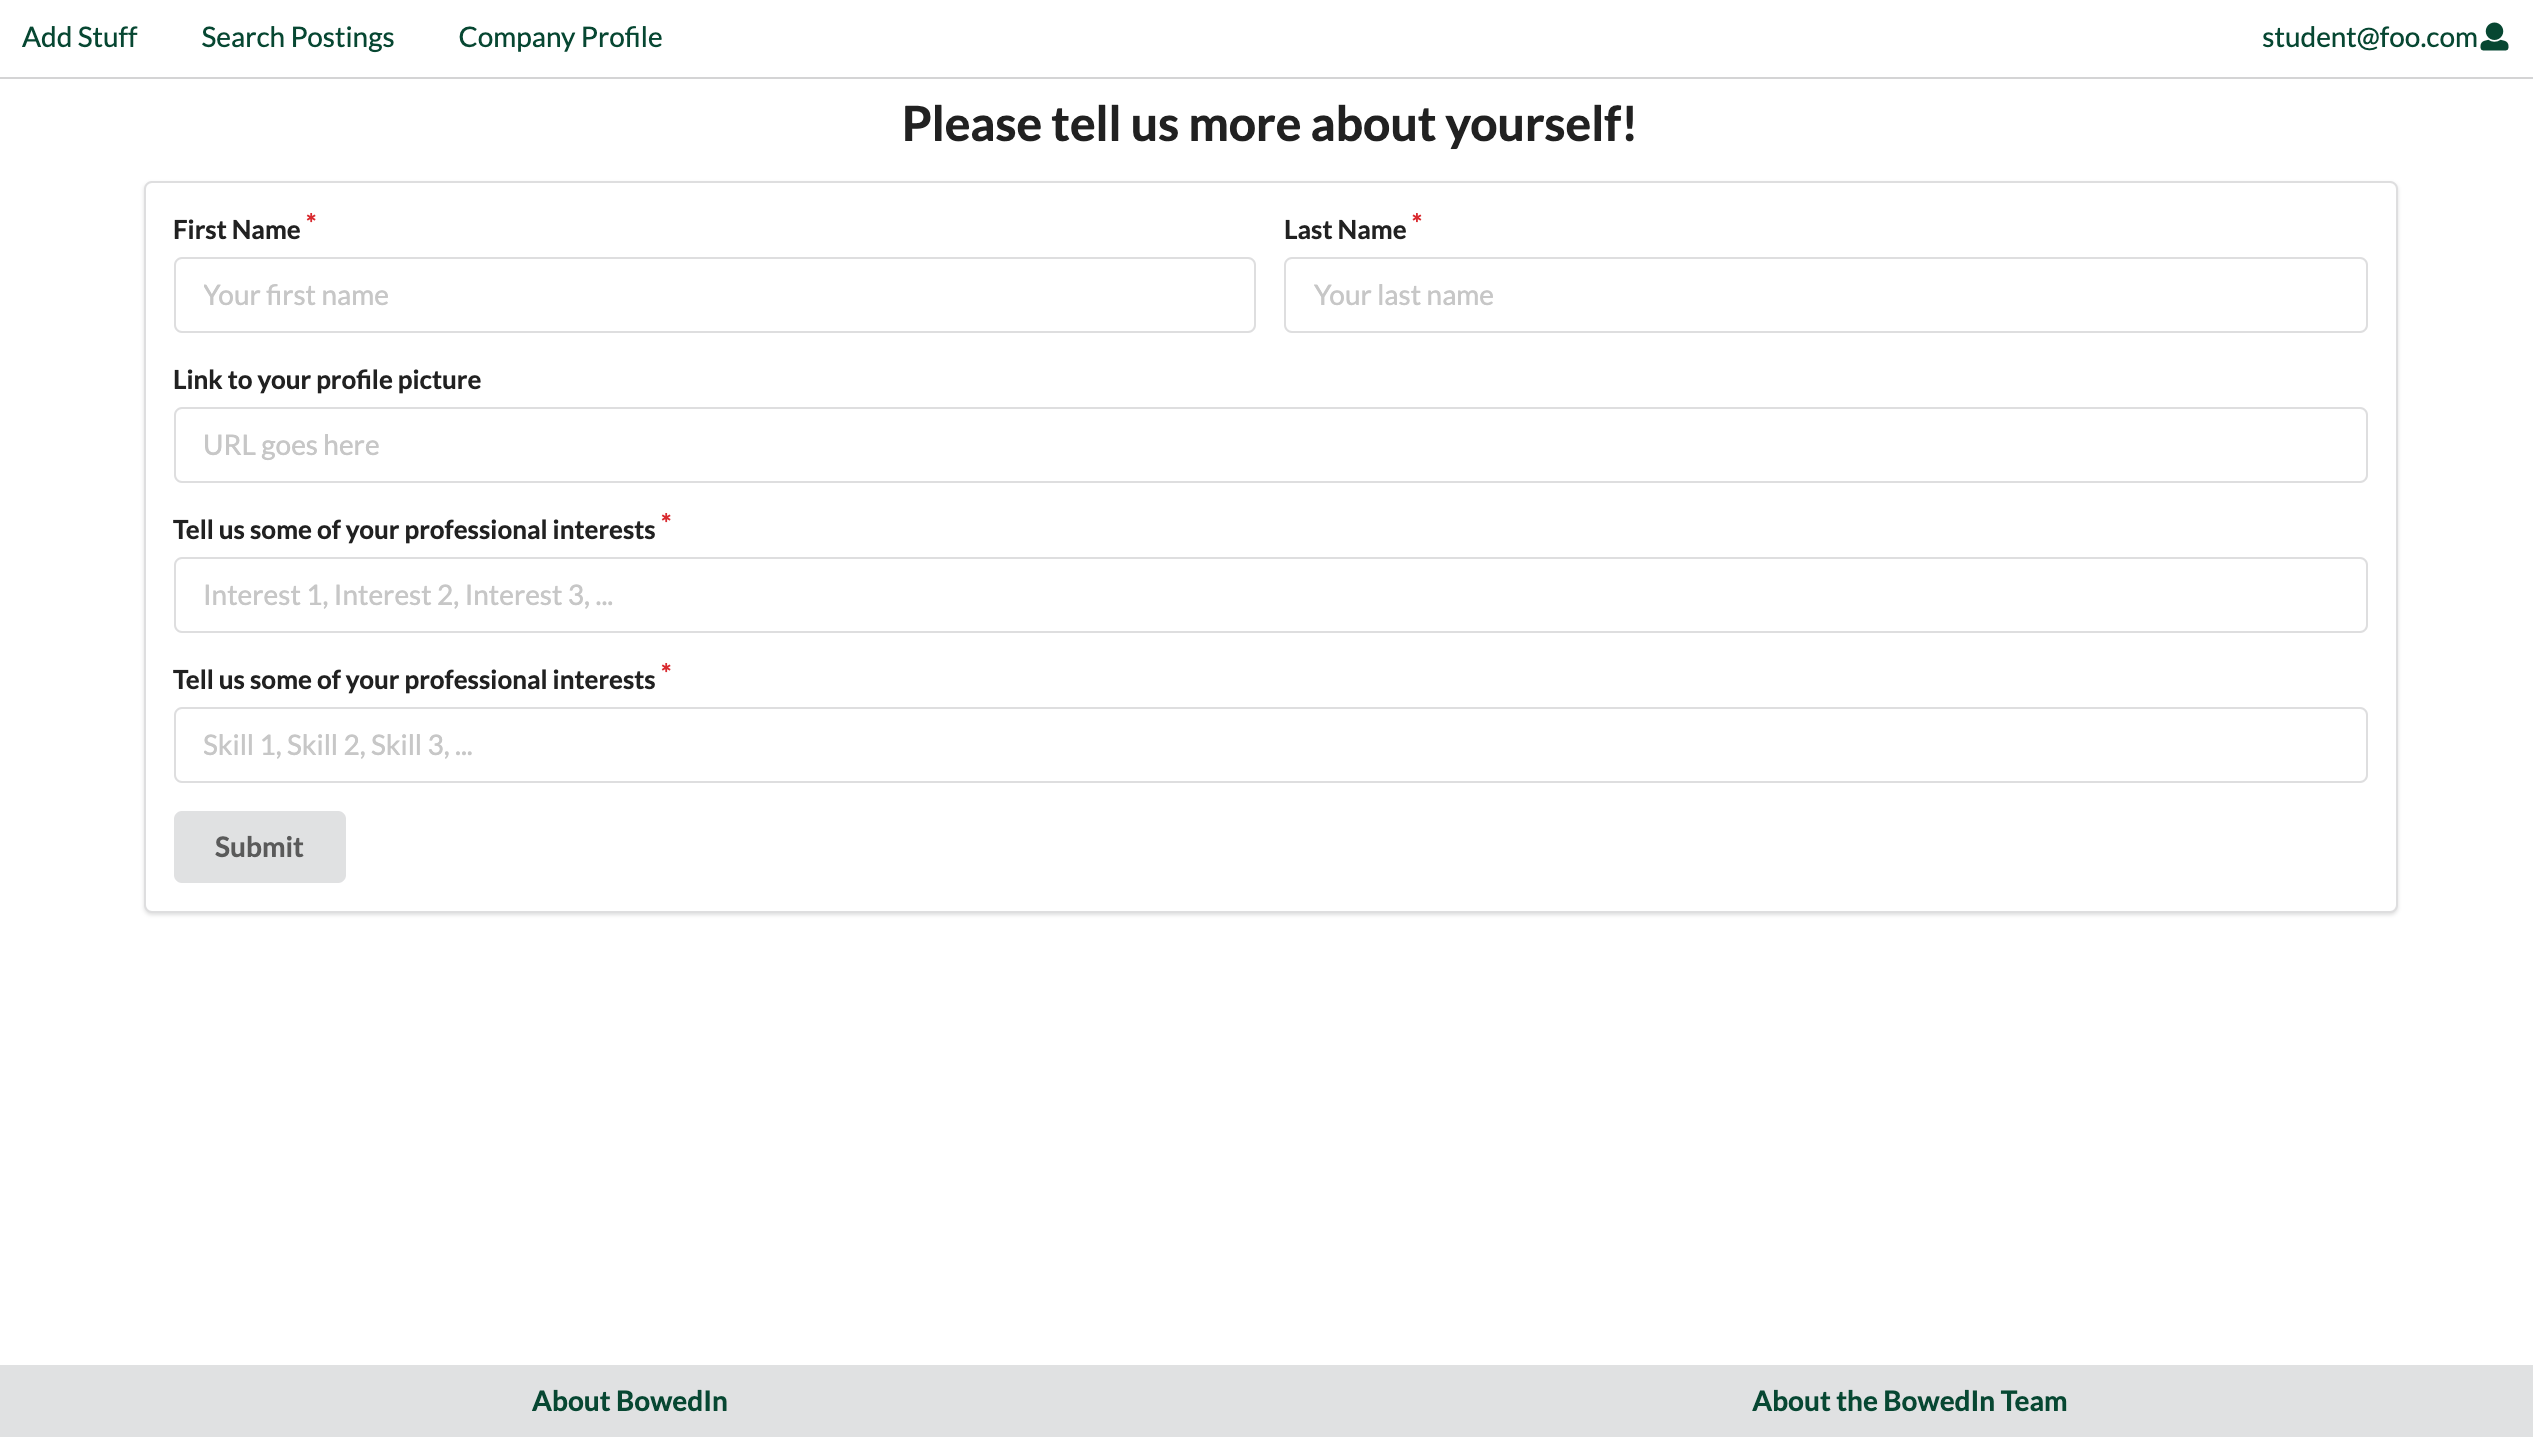 Add Stuff Search Postings Company Profile student@foo.com
Please tell us more about yourself!
First Name * Last Name *
Your first name Your last name
Link to your profile picture
URL goes here
Tell us some of your professional interests *
Interest 1, Interest 2, Interest 3, ...
Tell us some of your professional interests *
Skill 1, Skill 2, Skill 3, ...
Submit
About BowedIn About the BowedIn Team